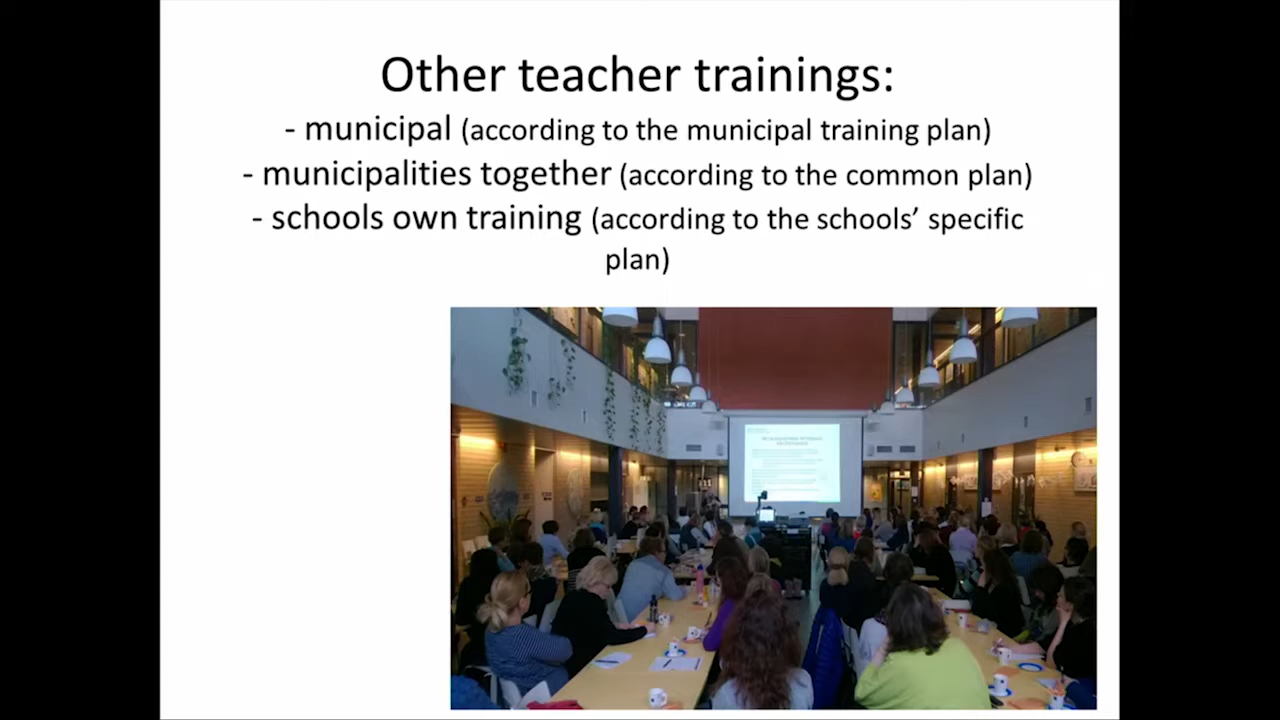 Other teacher trainings:
- municipal (according to the municipal training plan)
- municipalities together (according to the common plan)
- schools own training (according to the schools’ specific
plan)